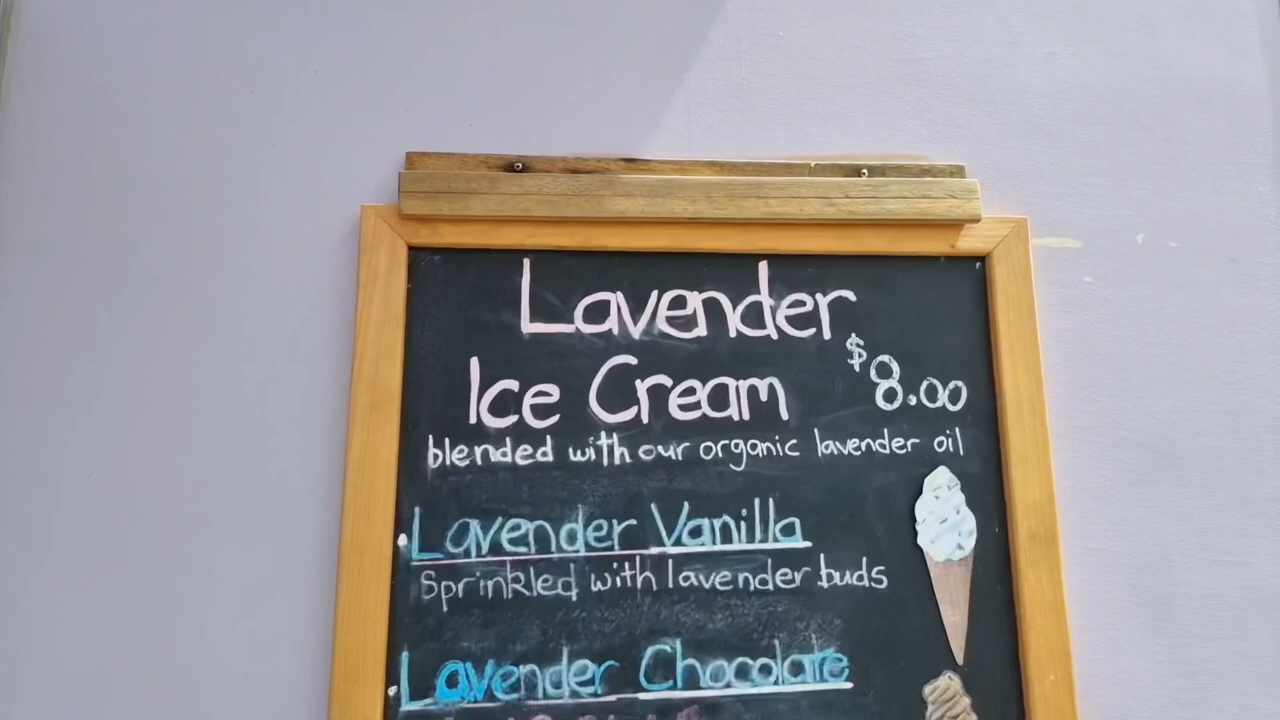 Lavender
Ice Cream $8.00
blended with our organic lavender oil
Lavender Vanilla
Sprinkled with lavender buds
Lavender Chocolate